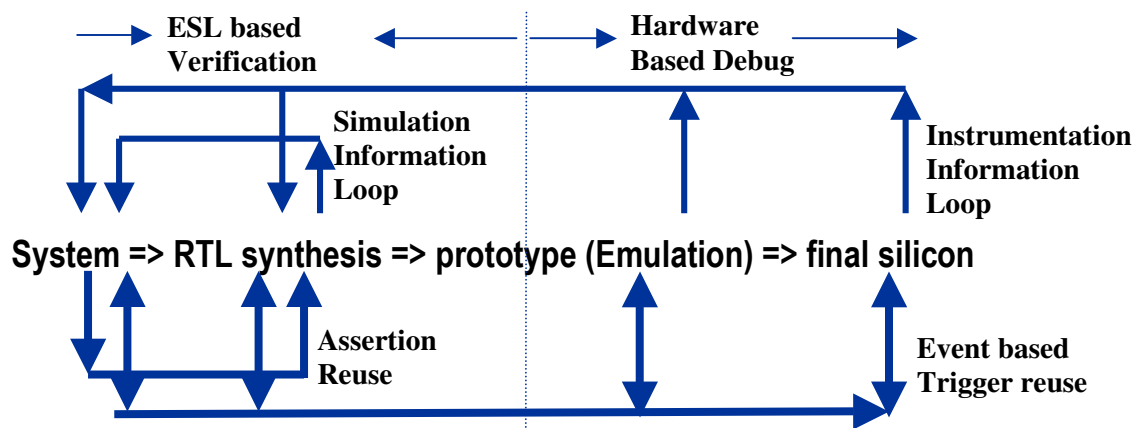 ESL based
Verification
Hardware
Based Debug
Simulation
Information
Loop
Instrumentation
Information
Loop
System => RTL synthesis => prototype (Emulation) => final silicon
Assertion
Reuse
Event based
Trigger reuse